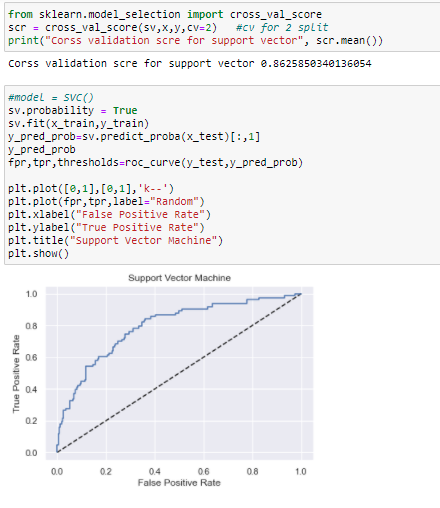 from sklearn.model_selection import cross_val_score
scr = cross_val_score(sv,x,y,cv=2)   #cv for 2 split
print("Corss validation scre for support vector", scr.mean())
Corss validation scre for support vector 0.8625850340136054
#model = SVC()
sv.probability = True
sv.fit(x_train,y_train)
y_pred_prob=sv.predict_proba(x_test)[:,1]
y_pred_prob
fpr,tpr,thresholds=roc_curve(y_test,y_pred_prob)
plt.plot([0,1],[0,1],'k--')
plt.plot(fpr,tpr,label="Random")
plt.xlabel("False Positive Rate")
plt.ylabel("True Positive Rate")
plt.title("Support Vector Machine")
plt.show()
Support Vector Machine
True Positive Rate
1.0
0.8
0.6
0.4
0.2
0.0
0.0 0.2 0.4 0.6 0.8 1.0
False Positive Rate